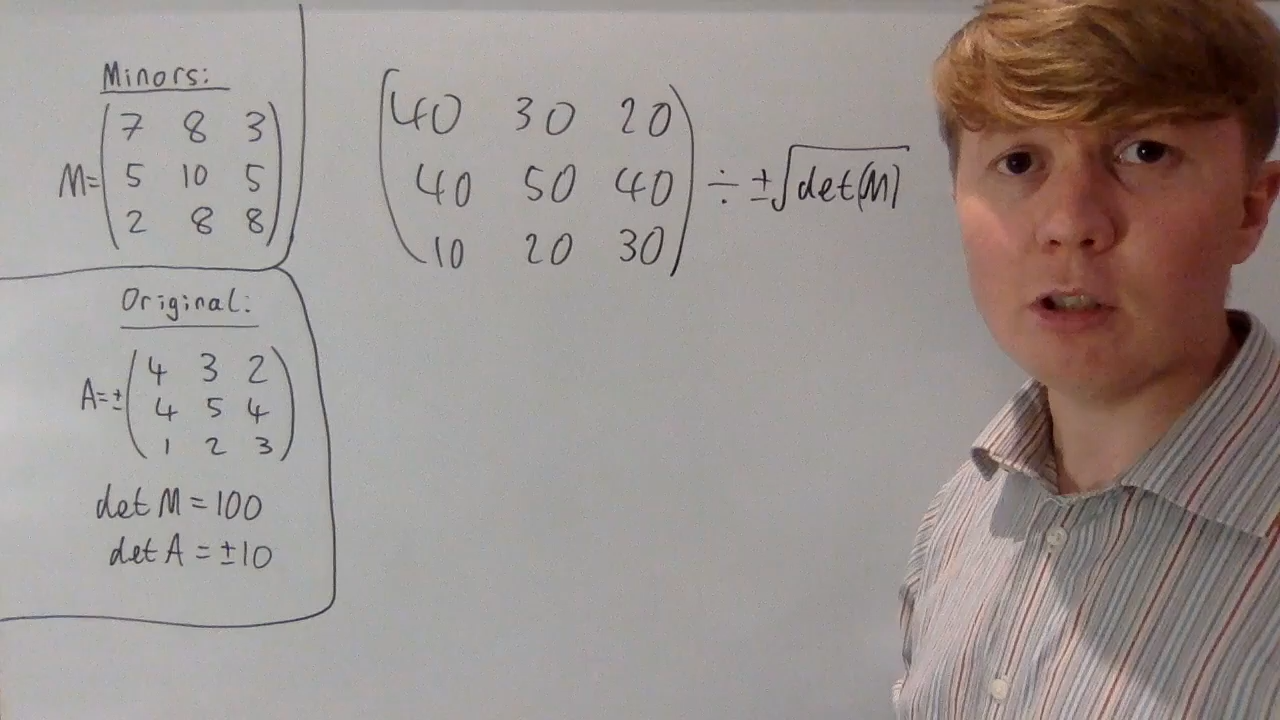 Minors:
M=
7 8 3
5 10 5
2 8 8
40 30 20
40 50 40
10 20 30
÷ ±√det(M)
Original:
A=±
4 3 2
4 5 4
1 2 3
det M = 100
det A = ±10